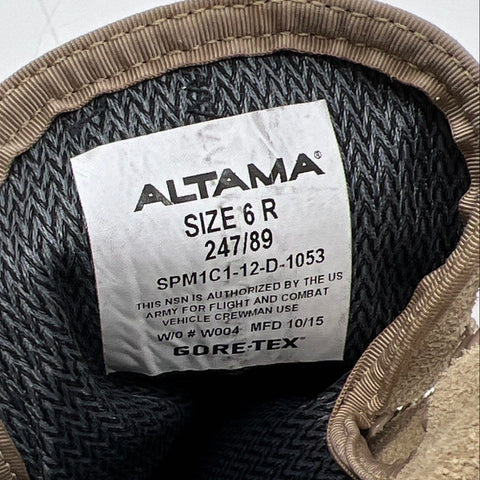 ALTAMA®
SIZE 6 R
247/89
SPM1C1-12-D-1053
THIS NSN IS AUTHORIZED BY THE US
ARMY FOR FLIGHT AND COMBAT
VEHICLE CREWMAN USE
W/O # W004 MFD 10/15
GORE-TEX